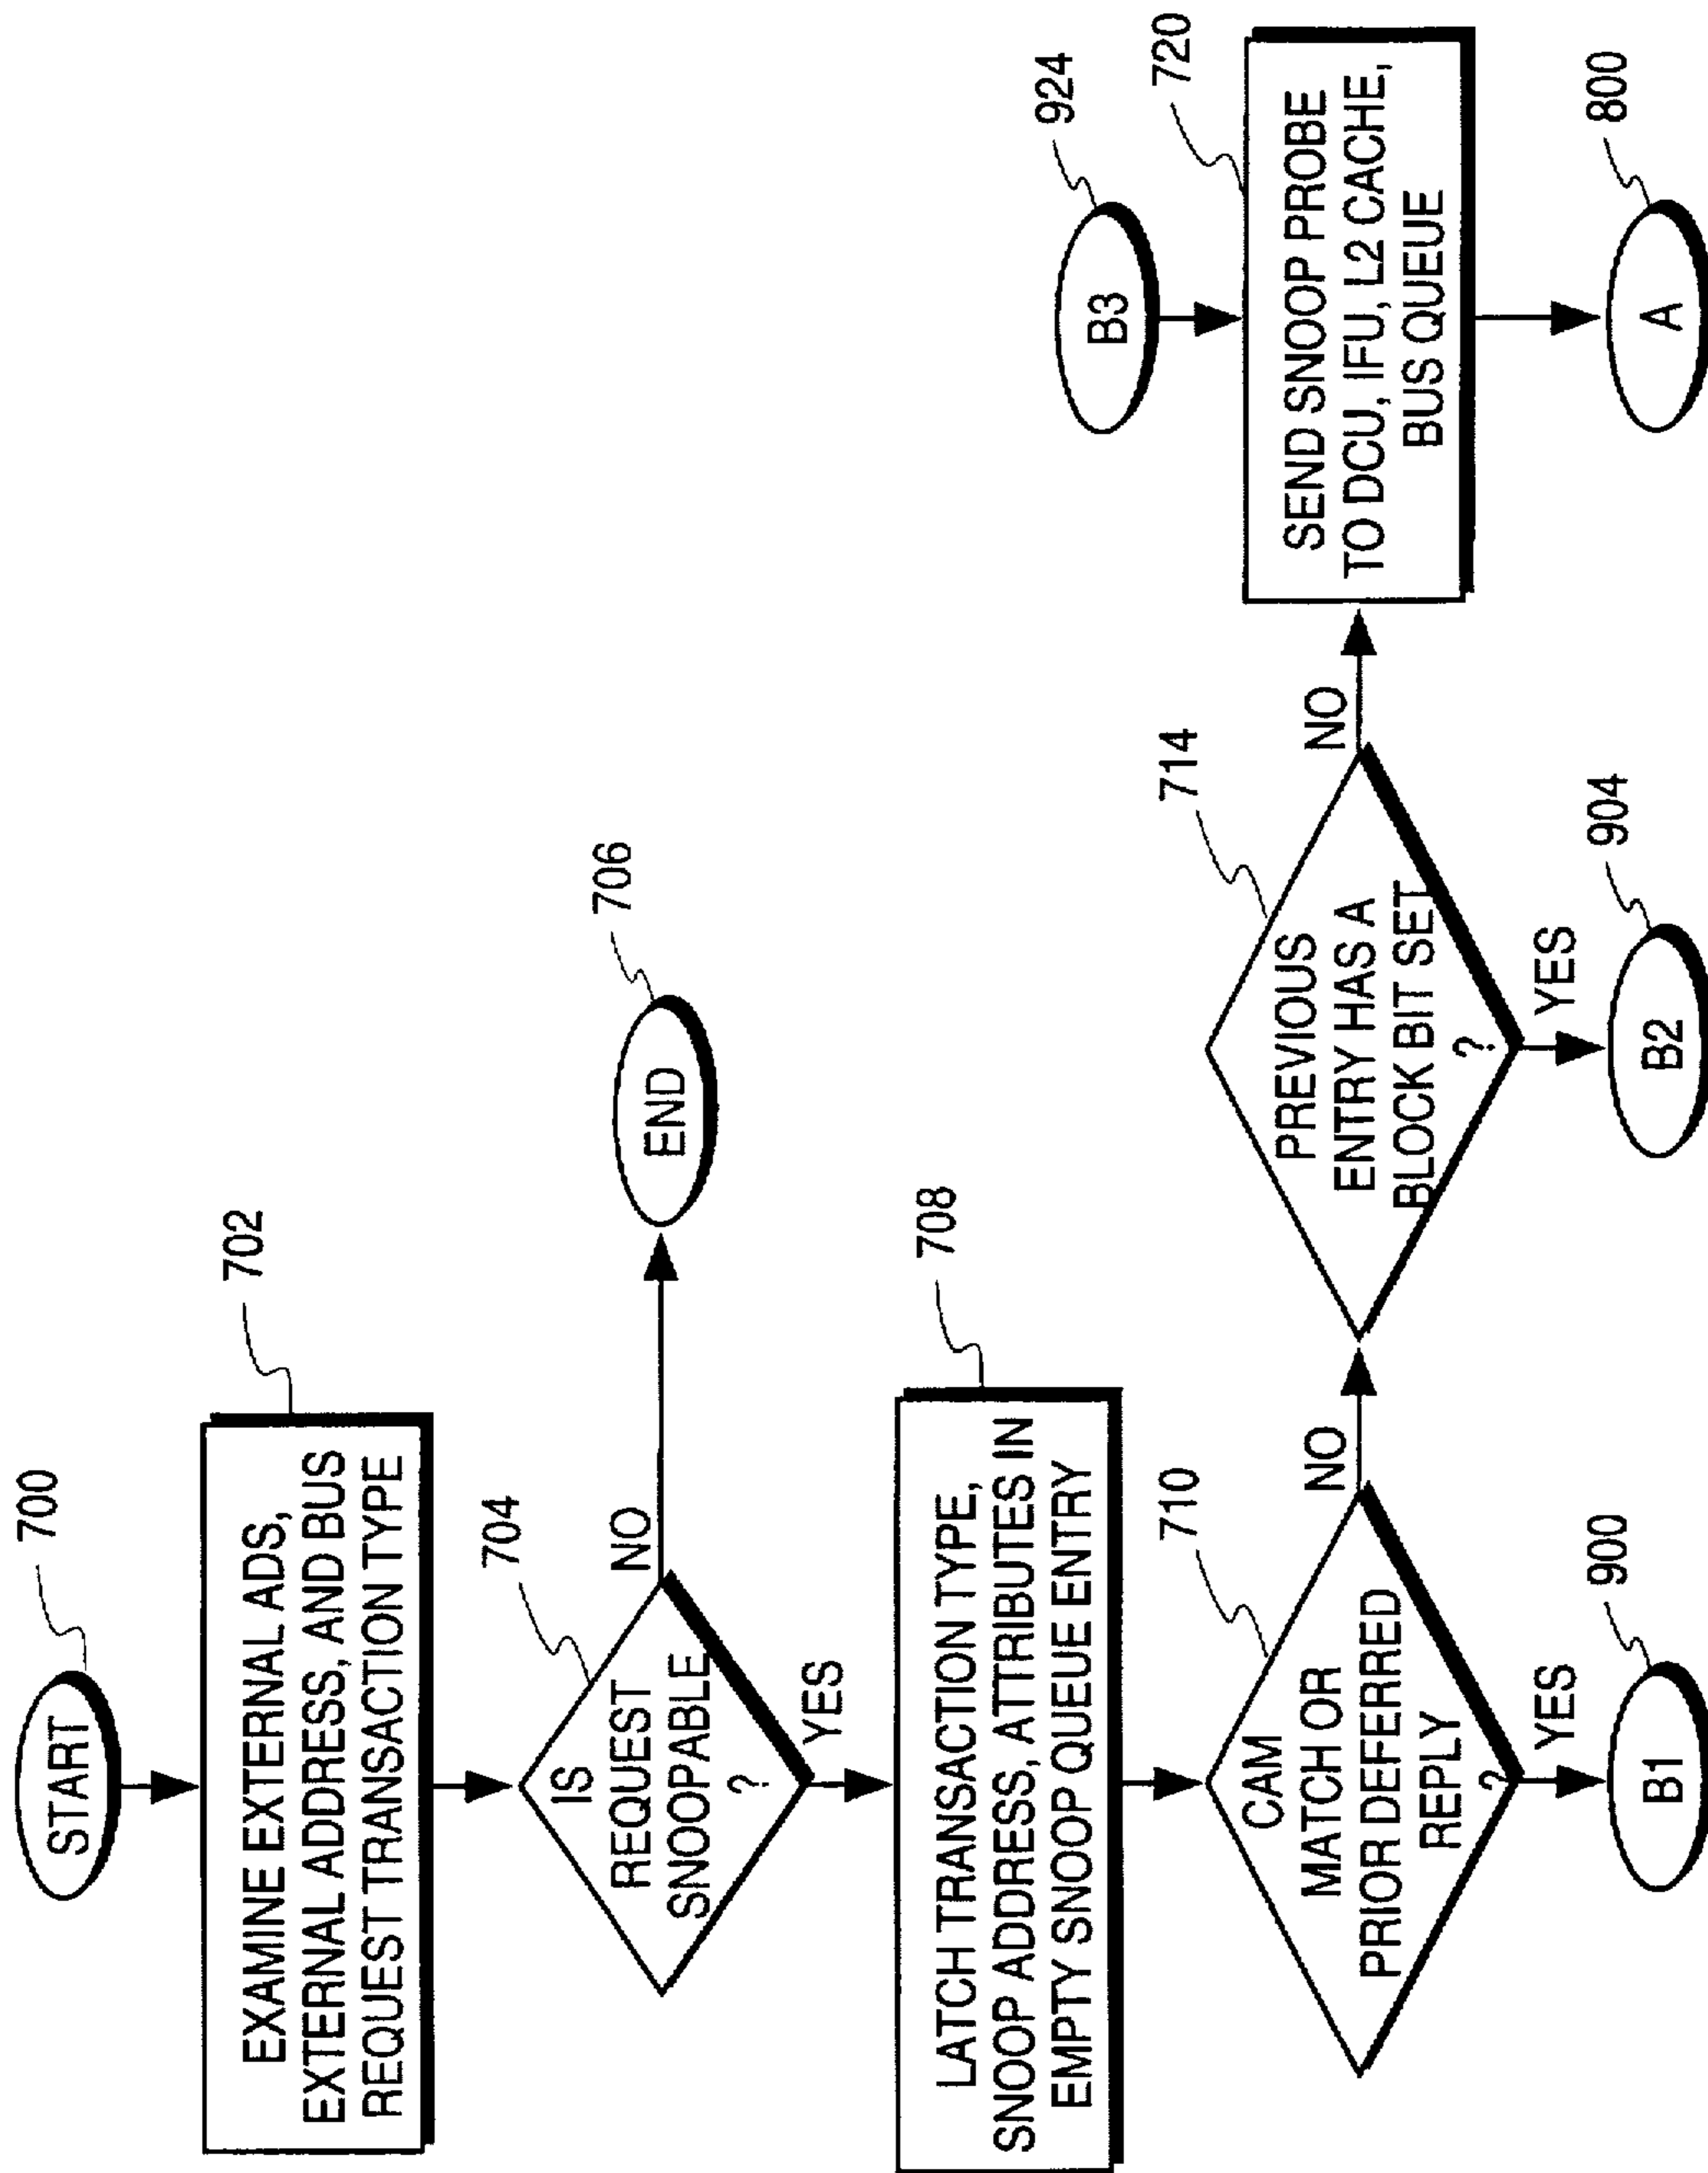 START
700
EXAMINE EXTERNAL ADS,
EXTERNAL ADDRESS, AND BUS
REQUEST TRANSACTION TYPE
702
IS
REQUEST
SNOOPABLE
?
704
NO
END
706
YES
LATCH TRANSACTION TYPE,
SNOOP ADDRESS, ATTRIBUTES IN
EMPTY SNOOP QUEUE ENTRY
708
CAM
MATCH OR
PRIOR DEFERRED
REPLY
?
710
YES
B1
900
NO
PREVIOUS
ENTRY HAS A
BLOCK BIT SET
?
714
YES
B2
904
NO
B3
924
SEND SNOOP PROBE
TO DCU, IFU, L2 CACHE,
BUS QUEUE
720
A
800